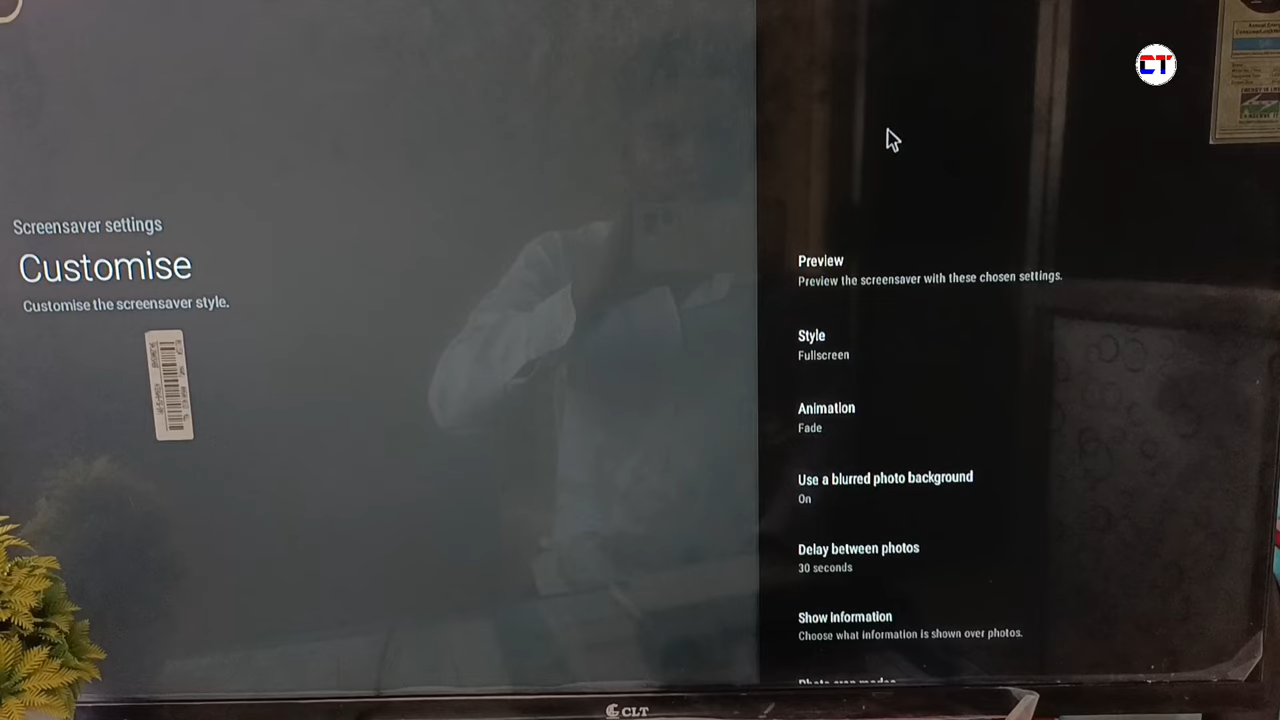 CT
Screensaver settings
Customise
Customise the screensaver style.
Preview
Preview the screensaver with these chosen settings.
Style
Fullscreen
Animation
Fade
Use a blurred photo background
On
Delay between photos
30 seconds
Show information
Choose what information is shown over photos.
CLT